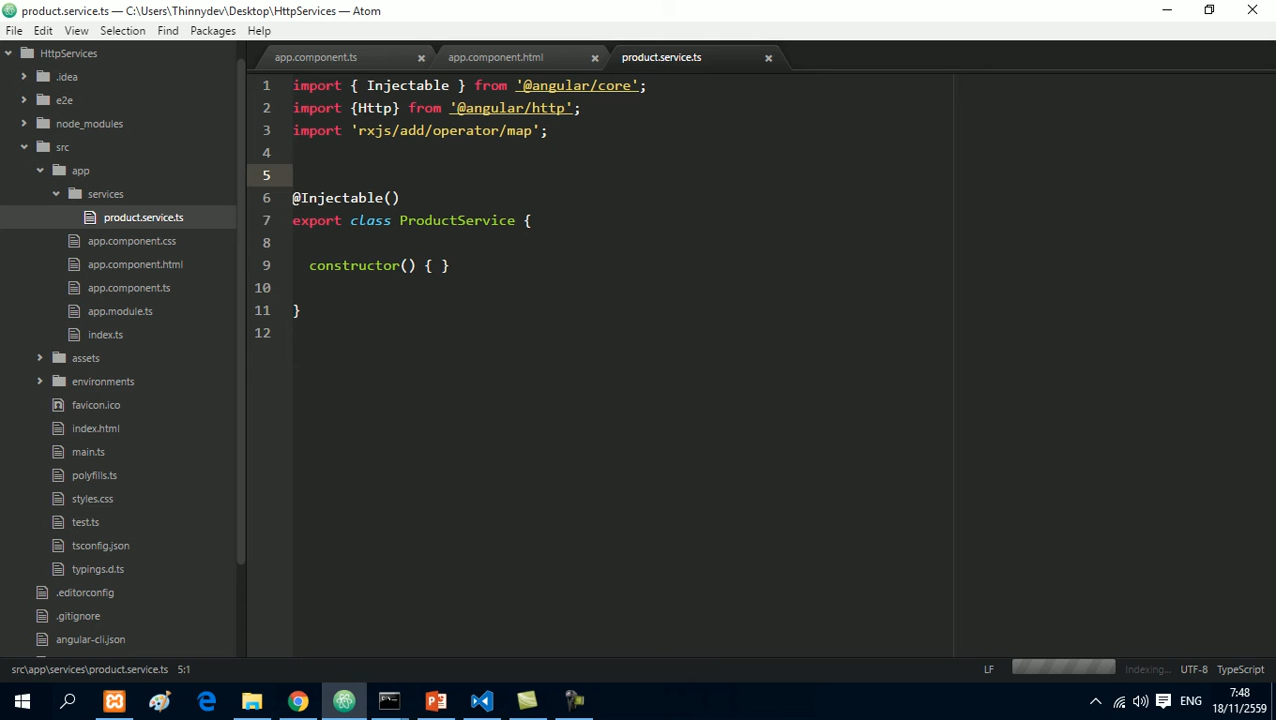 product.service.ts — C:\Users\Thinnydev\Desktop\HttpServices — Atom
File Edit View Selection Find Packages Help
HttpServices
.idea
e2e
node_modules
src
app
services
product.service.ts
app.component.css
app.component.html
app.component.ts
app.module.ts
index.ts
assets
environments
favicon.ico
index.html
main.ts
polyfills.ts
styles.css
test.ts
tsconfig.json
typings.d.ts
.editorconfig
.gitignore
angular-cli.json
app.component.ts app.component.html product.service.ts
1 import { Injectable } from '@angular/core';
2 import {Http} from '@angular/http';
3 import 'rxjs/add/operator/map';
4
5
6 @Injectable()
7 export class ProductService {
8
9 constructor() { }
10
11 }
12
src\app\services\product.service.ts 5:1 LF Indexing... UTF-8 TypeScript
ENG
7:48
18/11/2559